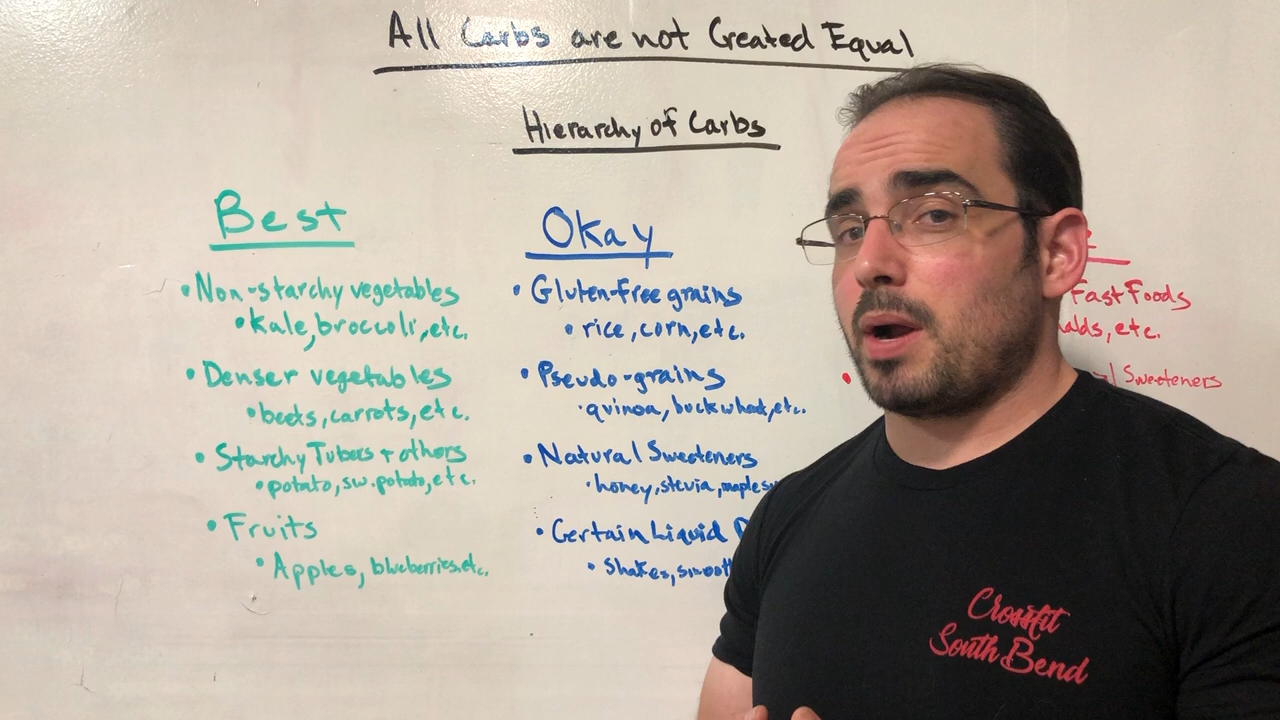 All Carbs are not Created Equal
Hierarchy of Carbs
Best
• Non-starchy vegetables
• kale, broccoli, etc.
• Denser vegetables
• beets, carrots, etc.
• Starchy Tubers + others
• potato, sw. potato, etc.
• Fruits
• Apples, blueberries, etc.
Okay
• Gluten-free grains
• rice, corn, etc.
• Pseudo-grains
• quinoa, buckwheat, etc.
• Natural Sweeteners
• honey, stevia, maple
• Certain Liquid
• Shakes,
Fast Foods
etc.
Sweeteners
Crossfit
South Bend